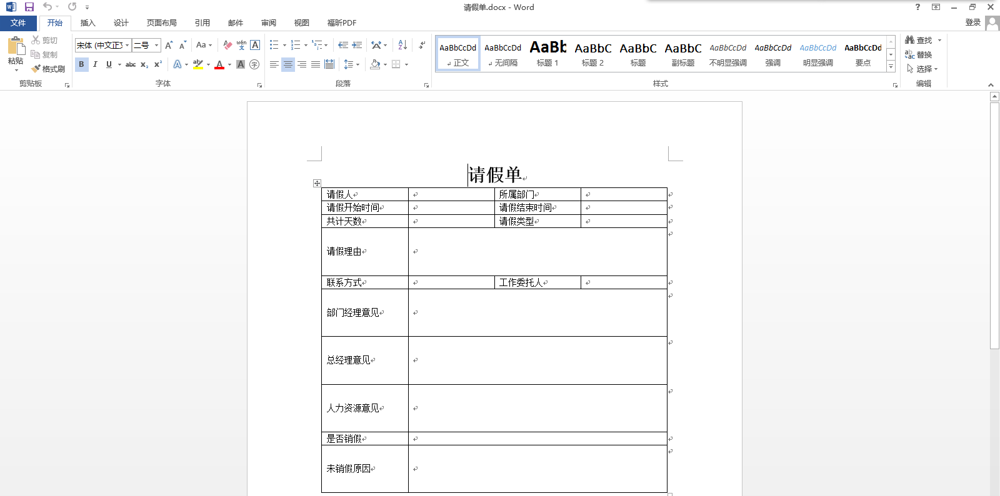 请假单.docx - Word
? 
文件 开始 插入 设计 页面布局 引用 邮件 审阅 视图 福昕PDF 登录
剪切 宋体 (中文正文 二号 A A Aa wén 文 A AaBbCcDd AaBbCcDd AaBb AaBbC AaBbC AaBbC AaBbCcDd AaBbCcDd AaBbCcDd AaBbCcDd 查找
粘贴 复制 替换
格式刷 B I U abc x₂ x² A ab A A 字 正文 无间隔 标题 1 标题 2 标题 副标题 不明显强调 强调 明显强调 要点 选择
剪贴板 字体 段落 样式 编辑
请假单
请假人 所属部门
请假开始时间 请假结束时间
共计天数 请假类型
请假理由
联系方式 工作委托人
部门经理意见
总经理意见
人力资源意见
是否销假
未销假原因